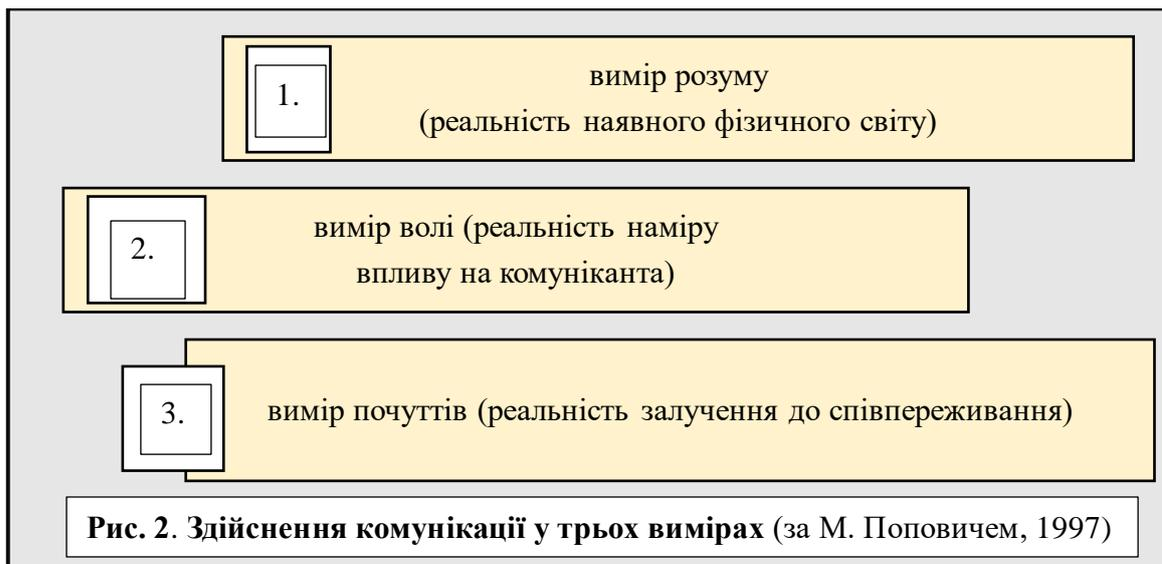 1.
вимір розуму
(реальність наявного фізичного світу)
2.
вимір волі (реальність наміру
впливу на комуніканта)
3.
вимір почуттів (реальність залучення до співпереживання)
Рис. 2. Здійснення комунікації у трьох вимірах (за М. Поповичем, 1997)